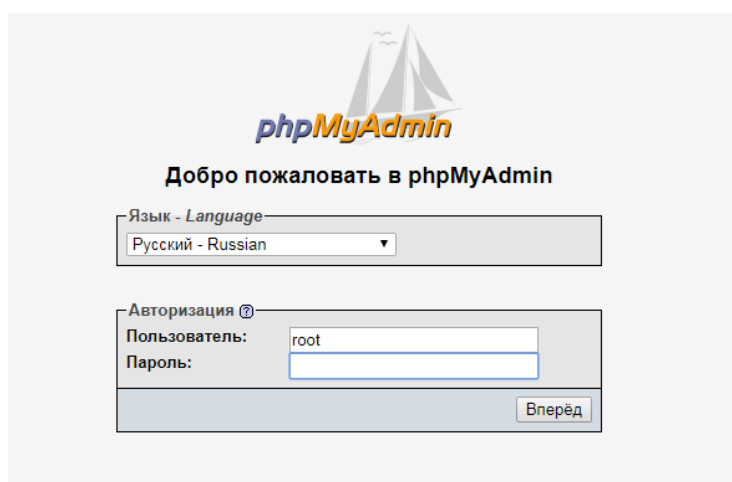 phpMyAdmin
Добро пожаловать в phpMyAdmin
Язык - Language
Русский - Russian
Авторизация
Пользователь: root
Пароль:
Вперёд